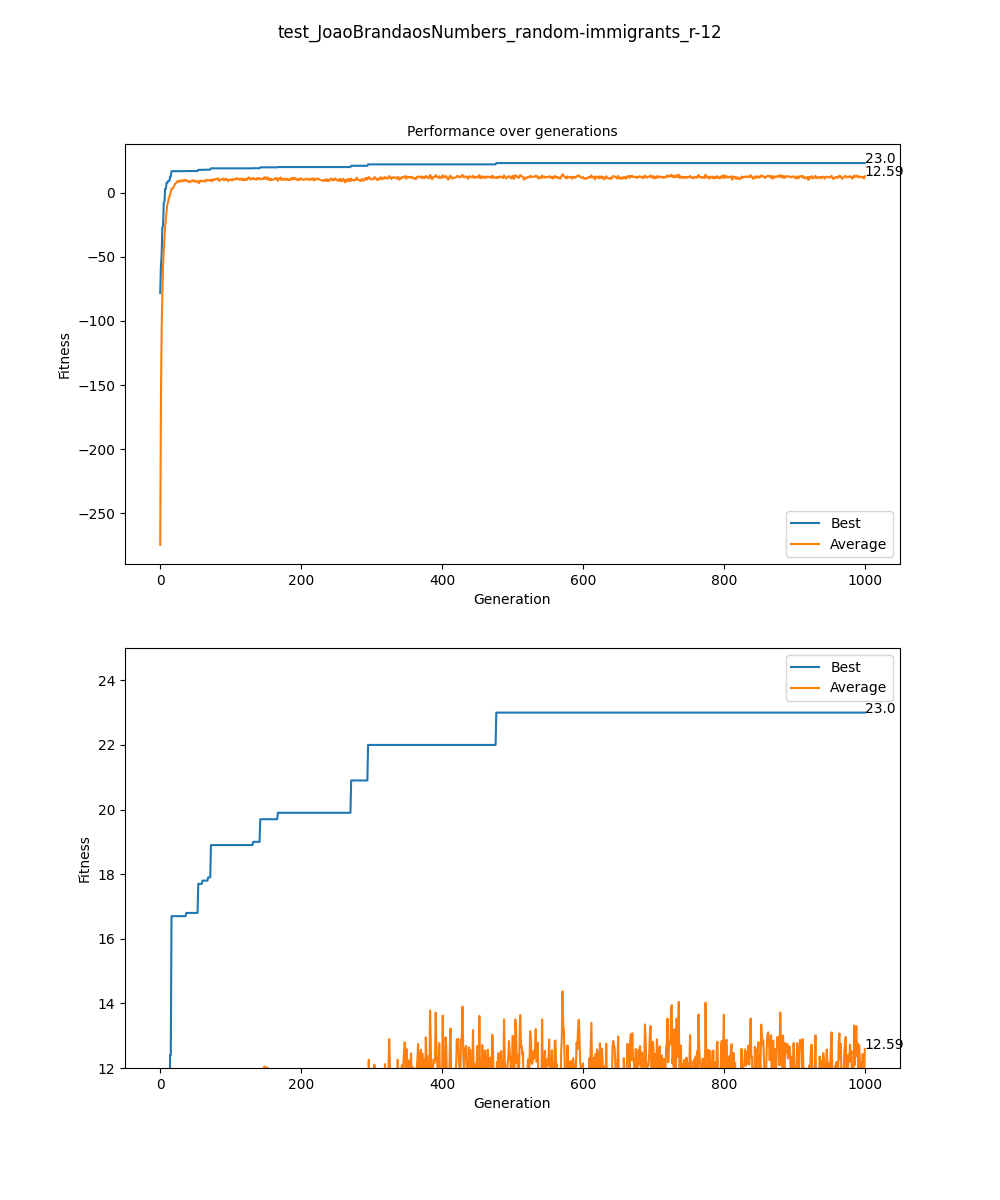 test_JoaoBrandaosNumbers_random-immigrants_r-12
Performance over generations
23.0
12.59
0
−50
−100
−150
−200
−250
Fitness
Best
Average
0 200 400 600 800 1000
Generation
Best
Average
23.0
12.59
24
22
20
18
16
14
12
Fitness
0 200 400 600 800 1000
Generation